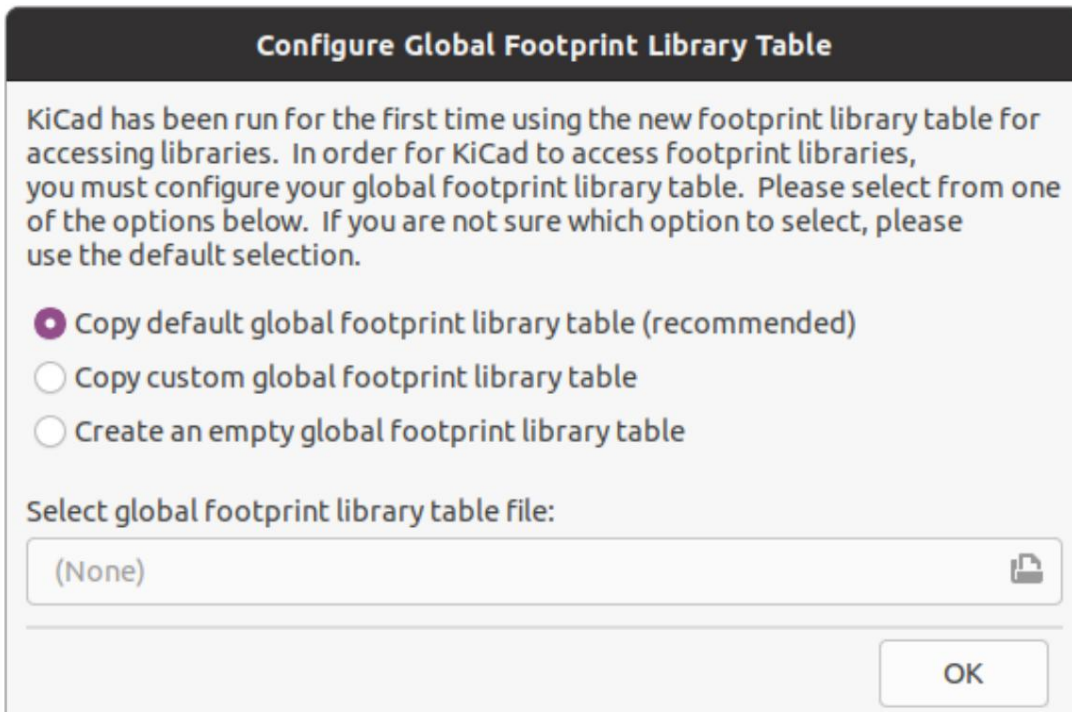 Configure Global Footprint Library Table
KiCad has been run for the first time using the new footprint library table for
accessing libraries.  In order for KiCad to access footprint libraries,
you must configure your global footprint library table.  Please select from one
of the options below.  If you are not sure which option to select, please
use the default selection.
Copy default global footprint library table (recommended)
Copy custom global footprint library table
Create an empty global footprint library table
Select global footprint library table file:
(None)
OK